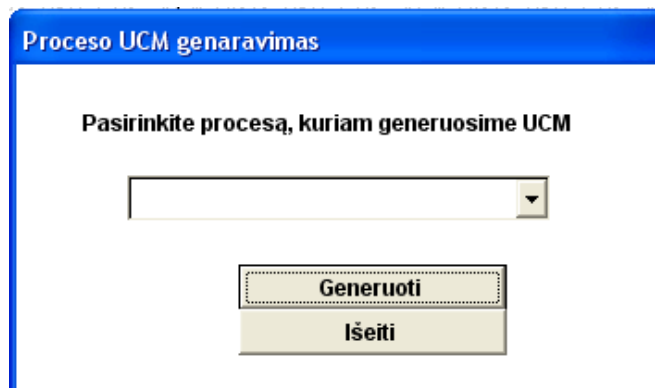 Proceso UCM genaravimas
Pasirinkite procesą, kuriam generuosime UCM
Generuoti
Išeiti